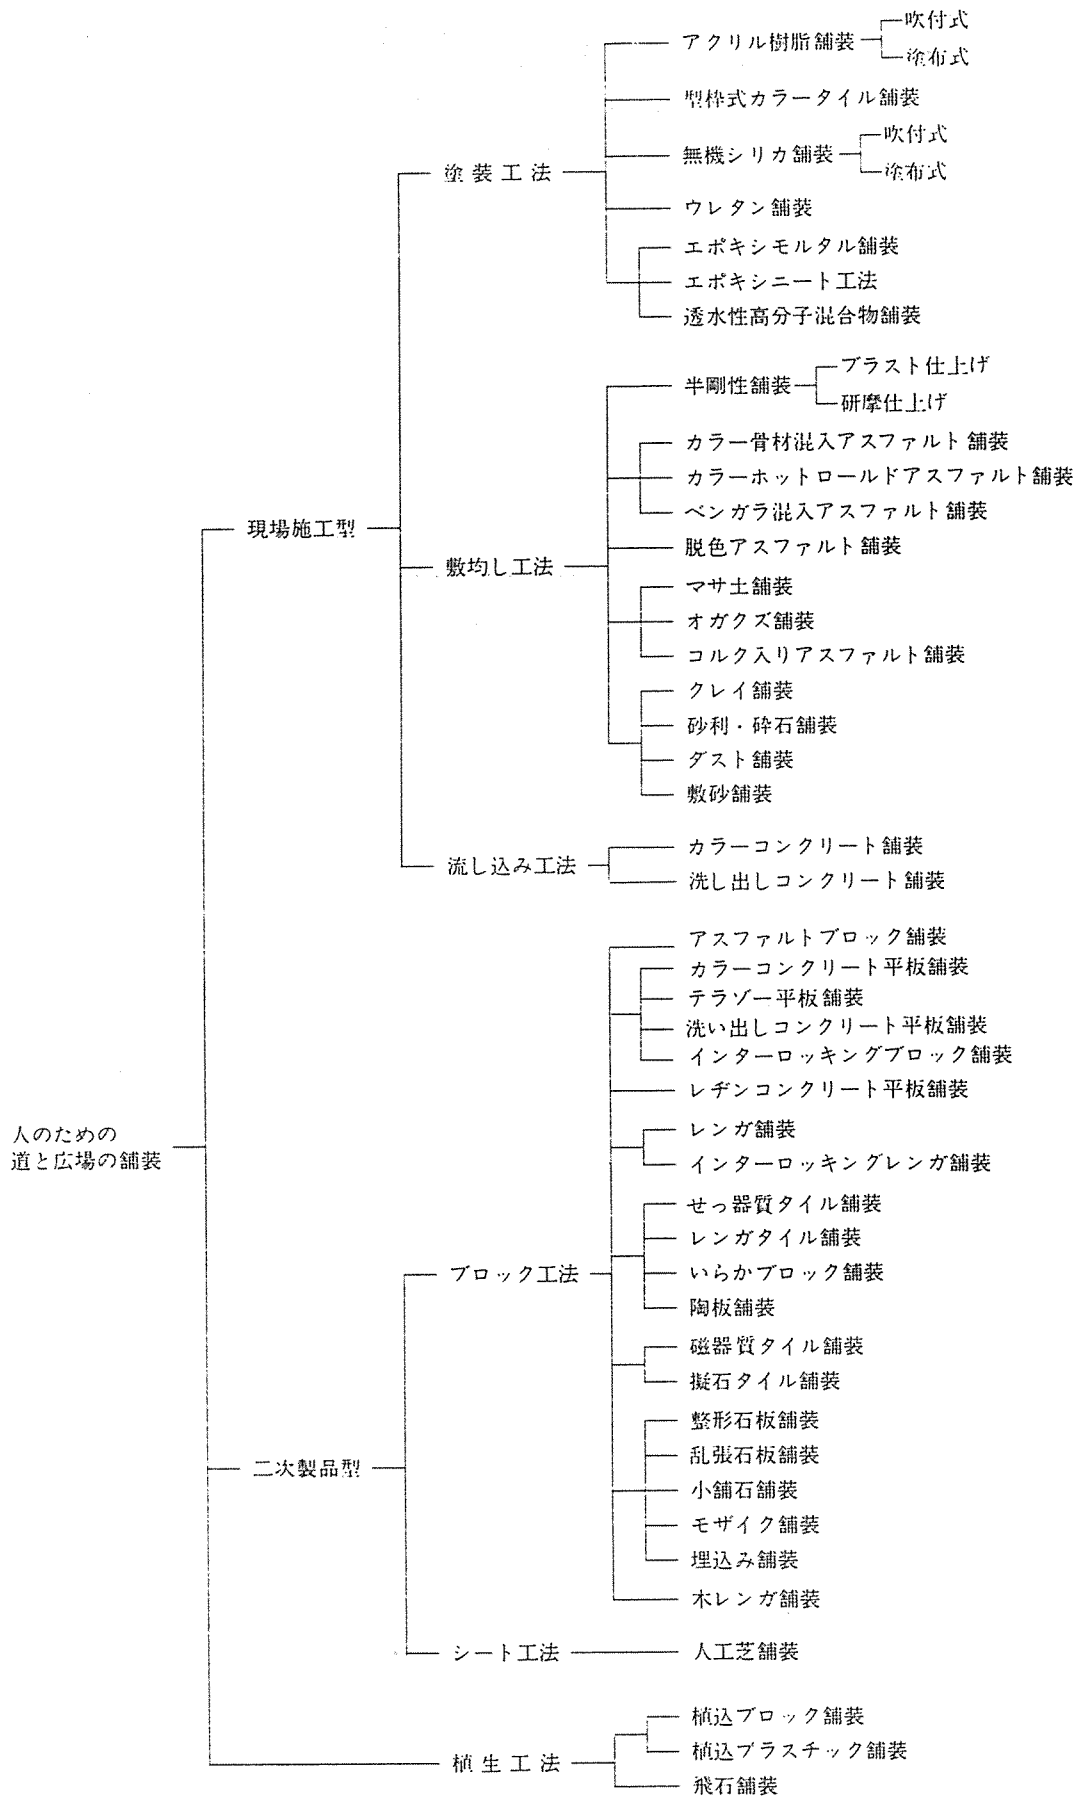 吹付式
アクリル樹脂舗装
塗布式
型枠式カラータイル舗装
吹付式
無機シリカ舗装
塗布式
塗装工法
ウレタン舗装
エポキシモルタル舗装
エポキシニート工法
透水性高分子混合物舗装
ブラスト仕上げ
半剛性舗装
研摩仕上げ
カラー骨材混入アスファルト舗装
カラーホットロールドアスファルト舗装
ベンガラ混入アスファルト舗装
現場施工型
脱色アスファルト舗装
敷均し工法
マサ土舗装
オガクズ舗装
コルク入りアスファルト舗装
クレイ舗装
砂利・砕石舗装
ダスト舗装
敷砂舗装
カラーコンクリート舗装
流し込み工法
洗し出しコンクリート舗装
アスファルトブロック舗装
カラーコンクリート平板舗装
テラゾー平板舗装
洗い出しコンクリート平板舗装
インターロッキングブロック舗装
レヂンコンクリート平板舗装
人のための
道と広場の舗装
レンガ舗装
インターロッキングレンガ舗装
せっ器質タイル舗装
レンガタイル舗装
ブロック工法
いらかブロック舗装
陶板舗装
磁器質タイル舗装
擬石タイル舗装
整形石板舗装
乱張石板舗装
二次製品型
小舗石舗装
モザイク舗装
埋込み舗装
木レンガ舗装
シート工法
人工芝舗装
植込ブロック舗装
植込プラスチック舗装
植生工法
飛石舗装